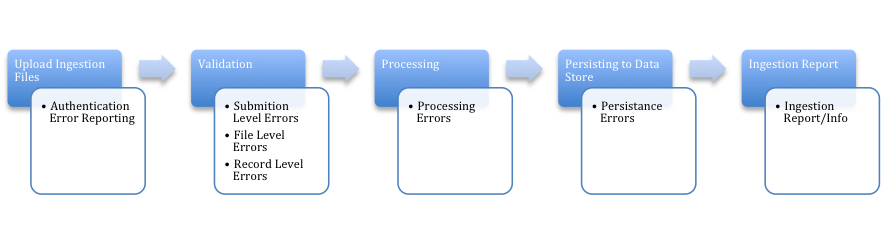 Upload Ingestion
Files
• Authentication
Error Reporting
Validation
• Submition
Level Errors
• File Level
Errors
• Record Level
Errors
Processing
• Processing
Errors
Persisting to Data
Store
• Persistance
Errors
Ingestion Report
• Ingestion
Report/Info